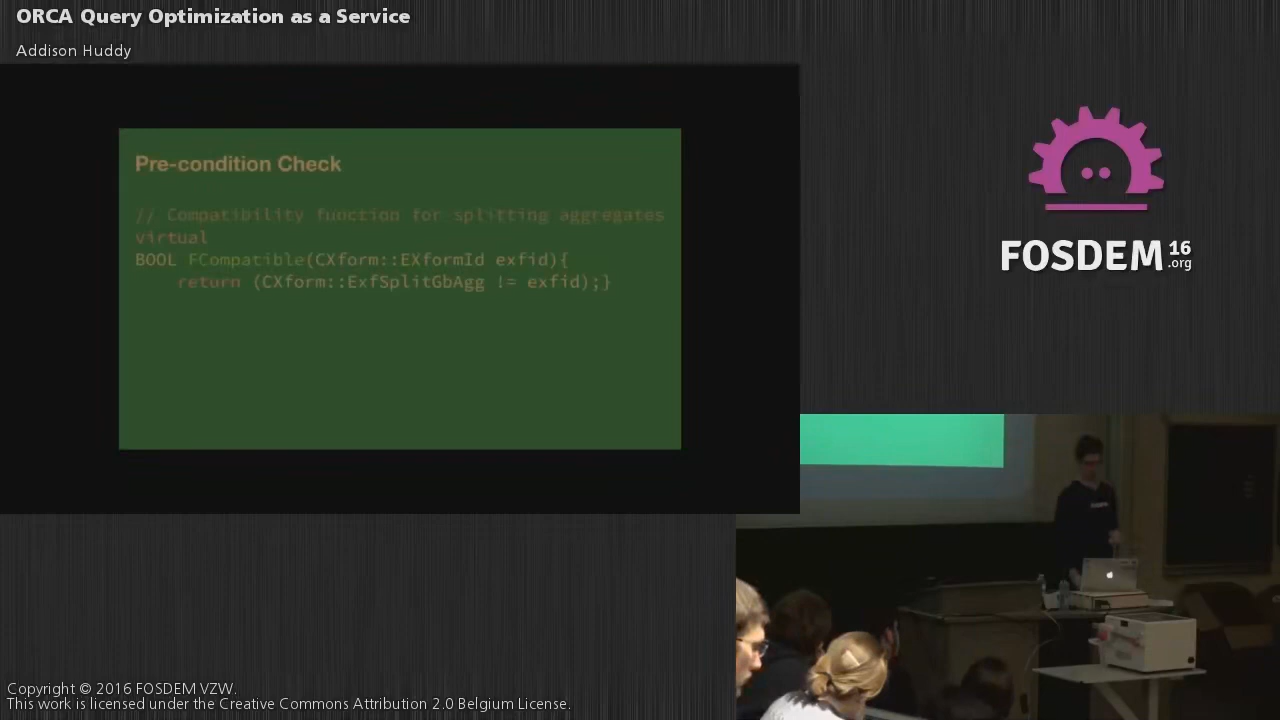 ORCA Query Optimization as a Service
Addison Huddy
Pre-condition Check
// Compatibility function for splitting aggregates
virtual
BOOL FCompatible(CXform::EXformId exfid){
return (CXform::ExfSplitGbAgg != exfid);}
FOSDEM 16
.org
Copyright © 2016 FOSDEM VZW.
This work is licensed under the Creative Commons Attribution 2.0 Belgium License.